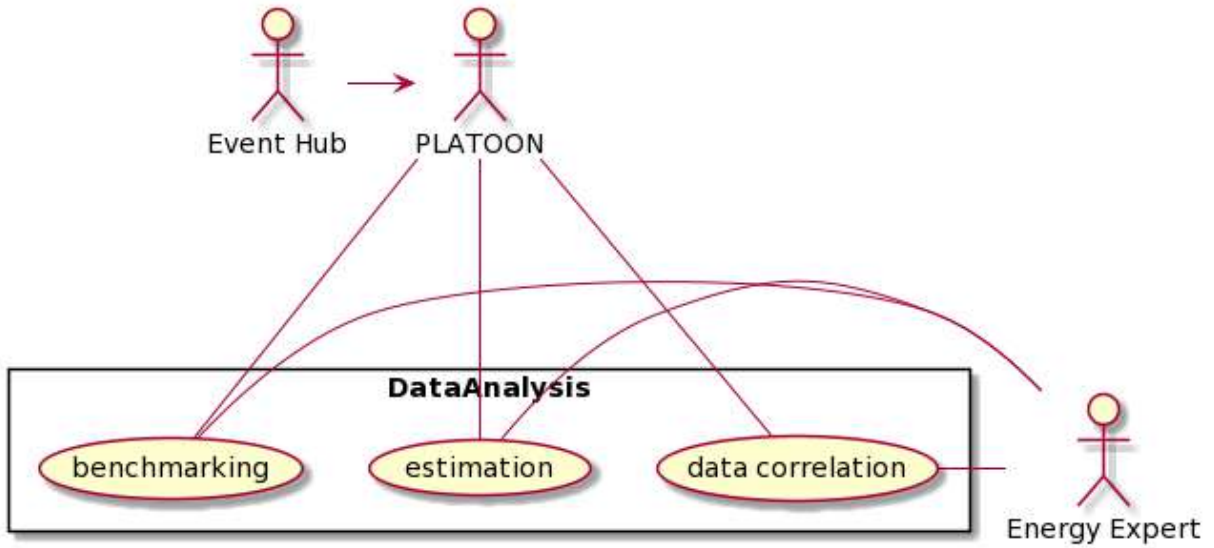 Event Hub
PLATOON
DataAnalysis
benchmarking
estimation
data correlation
Energy Expert